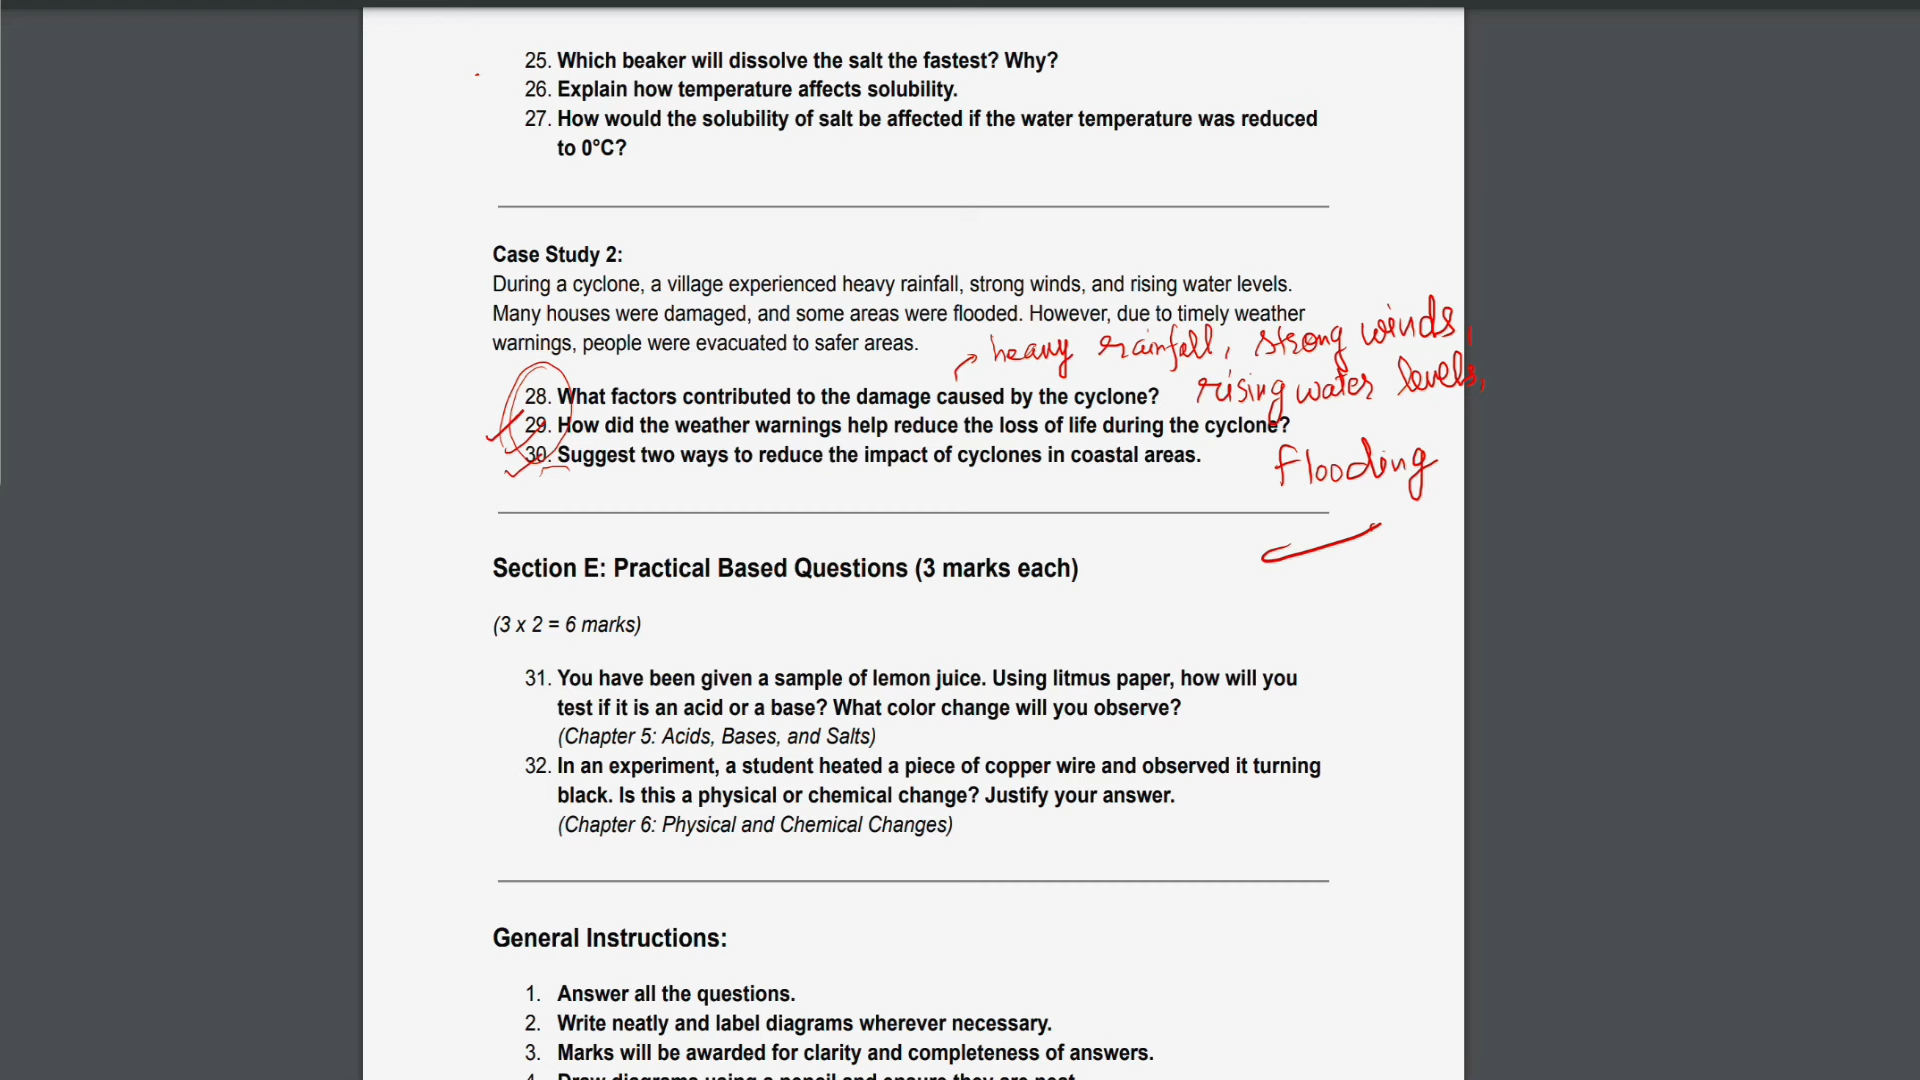 25. Which beaker will dissolve the salt the fastest? Why?
26. Explain how temperature affects solubility.
27. How would the solubility of salt be affected if the water temperature was reduced
to 0°C?
Case Study 2:
During a cyclone, a village experienced heavy rainfall, strong winds, and rising water levels.
Many houses were damaged, and some areas were flooded. However, due to timely weather
warnings, people were evacuated to safer areas.
heavy rainfall, strong winds,
rising water levels,
28. What factors contributed to the damage caused by the cyclone?
29. How did the weather warnings help reduce the loss of life during the cyclone?
30. Suggest two ways to reduce the impact of cyclones in coastal areas.
flooding
Section E: Practical Based Questions (3 marks each)
(3 x 2 = 6 marks)
31. You have been given a sample of lemon juice. Using litmus paper, how will you
test if it is an acid or a base? What color change will you observe?
(Chapter 5: Acids, Bases, and Salts)
32. In an experiment, a student heated a piece of copper wire and observed it turning
black. Is this a physical or chemical change? Justify your answer.
(Chapter 6: Physical and Chemical Changes)
General Instructions:
1. Answer all the questions.
2. Write neatly and label diagrams wherever necessary.
3. Marks will be awarded for clarity and completeness of answers.
4. Draw diagrams using a pencil and ensure they are neat.